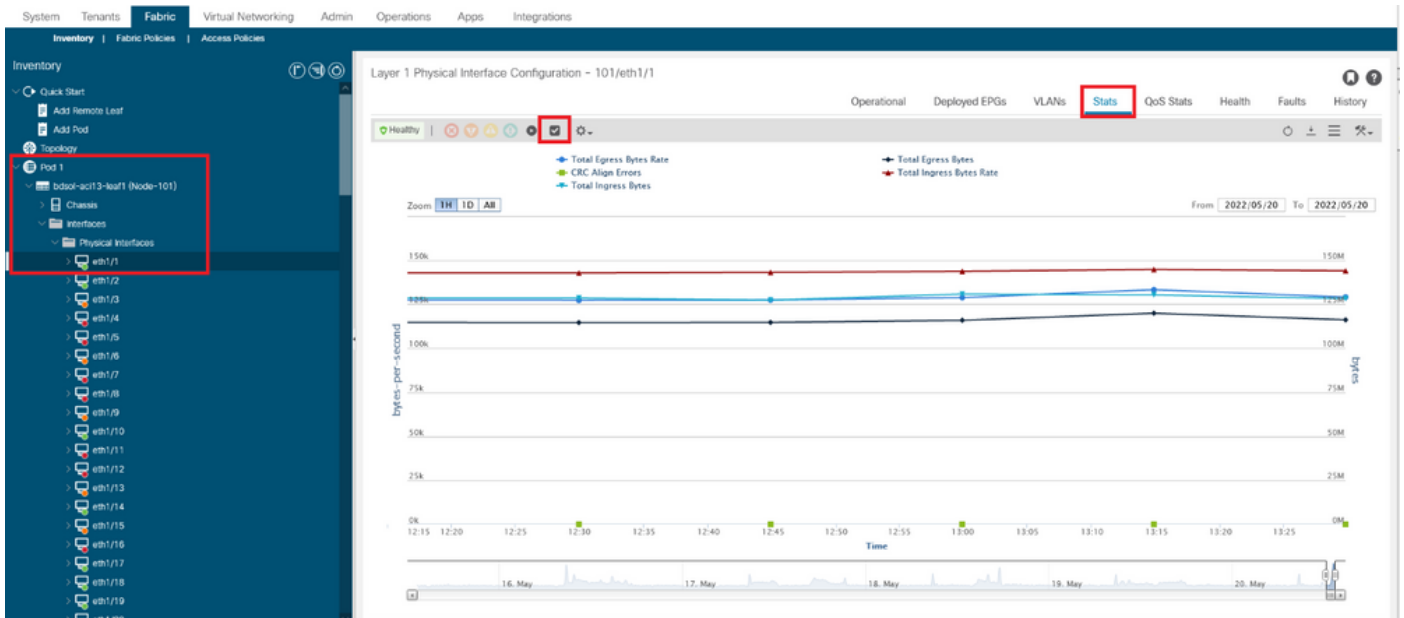 System Tenants Fabric Virtual Networking Admin Operations Apps Integrations
Inventory | Fabric Policies | Access Policies
Inventory
Quick Start
Add Remote Leaf
Add Pod
Topology
Pod 1
bdsol-aci13-leaf1 (Node-101)
Chassis
Interfaces
Physical Interfaces
eth1/1
eth1/2
eth1/3
eth1/4
eth1/5
eth1/6
eth1/7
eth1/8
eth1/9
eth1/10
eth1/11
eth1/12
eth1/13
eth1/14
eth1/15
eth1/16
eth1/17
eth1/18
eth1/19
Layer 1 Physical Interface Configuration - 101/eth1/1
Operational Deployed EPGs VLANs Stats QoS Stats Health Faults History
Healthy
Total Egress Bytes Rate Total Egress Bytes
CRC Align Errors Total Ingress Bytes Rate
Total Ingress Bytes
Zoom 1H 1D All From 2022/05/20 To 2022/05/20
150k 150M
125k 125M
100k 100M
75k 75M
50k 50M
25k 25M
0k 0M
bytes-per-second
bytes
12:15 12:20 12:25 12:30 12:35 12:40 12:45 12:50 12:55 13:00 13:05 13:10 13:15 13:20 13:25
Time
16. May 17. May 18. May 19. May 20. May